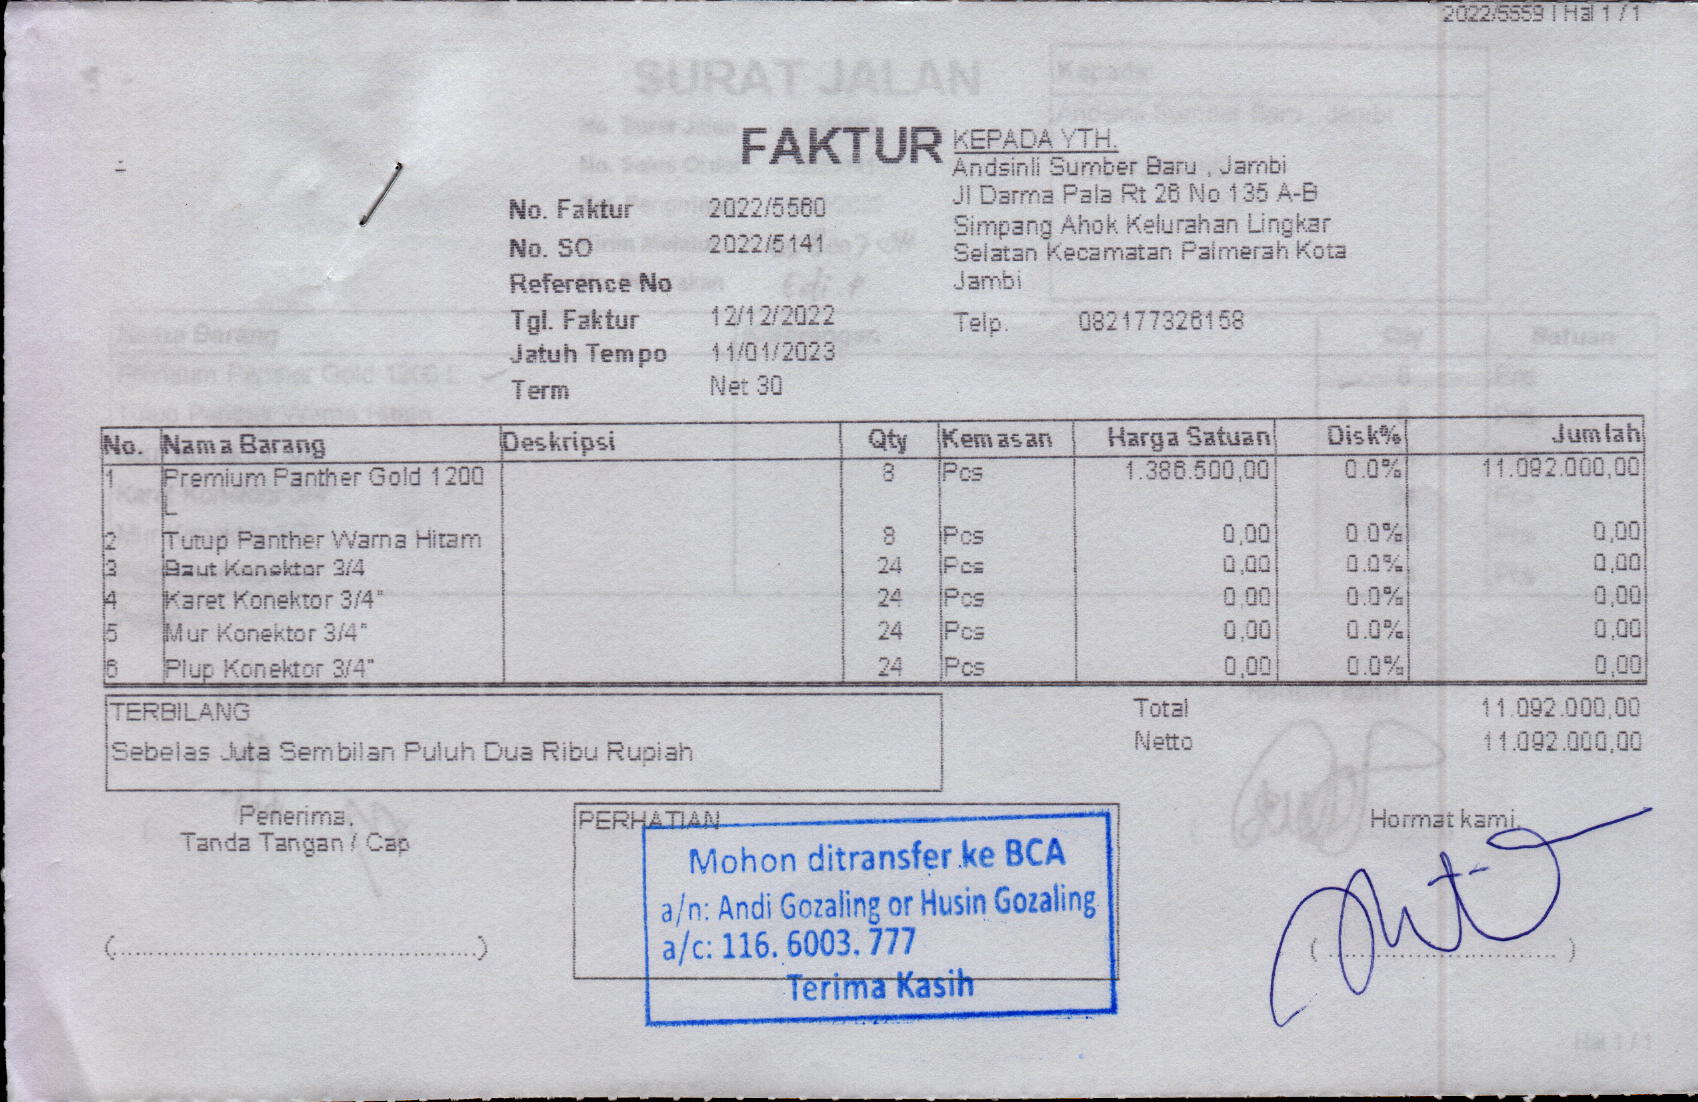 2022/5559 | Hal 1 / 1
SURAT JALAN
FAKTUR
KEPADA YTH.
Andsinli Sumber Baru , Jambi
Jl Darma Pala Rt 26 No 135 A-B
Simpang Ahok Kelurahan Lingkar
Selatan Kecamatan Palmerah Kota
Jambi
Telp. 082177326158
No. Faktur 2022/5560
No. SO 2022/5141
Reference No
Tgl. Faktur 12/12/2022
Jatuh Tempo 11/01/2023
Term Net 30
No. Nama Barang Deskripsi Qty Kemasan Harga Satuan Disk% Jumlah
1 Premium Panther Gold 1200 8 Pcs 1.386.500,00 0.0% 11.092.000,00
L
2 Tutup Panther Warna Hitam 8 Pcs 0,00 0.0% 0,00
3 Baut Konektor 3/4 24 Pcs 0,00 0.0% 0,00
4 Karet Konektor 3/4" 24 Pcs 0,00 0.0% 0,00
5 Mur Konektor 3/4" 24 Pcs 0,00 0.0% 0,00
6 Plup Konektor 3/4" 24 Pcs 0,00 0.0% 0,00
TERBILANG
Sebelas Juta Sembilan Puluh Dua Ribu Rupiah
Total 11.092.000,00
Netto 11.092.000,00
Penerima,
Tanda Tangan / Cap
PERHATIAN
Mohon ditransfer ke BCA
a/n: Andi Gozaling or Husin Gozaling
a/c: 116. 6003. 777
Terima Kasih
Hormat kami,
Hal 1 / 1